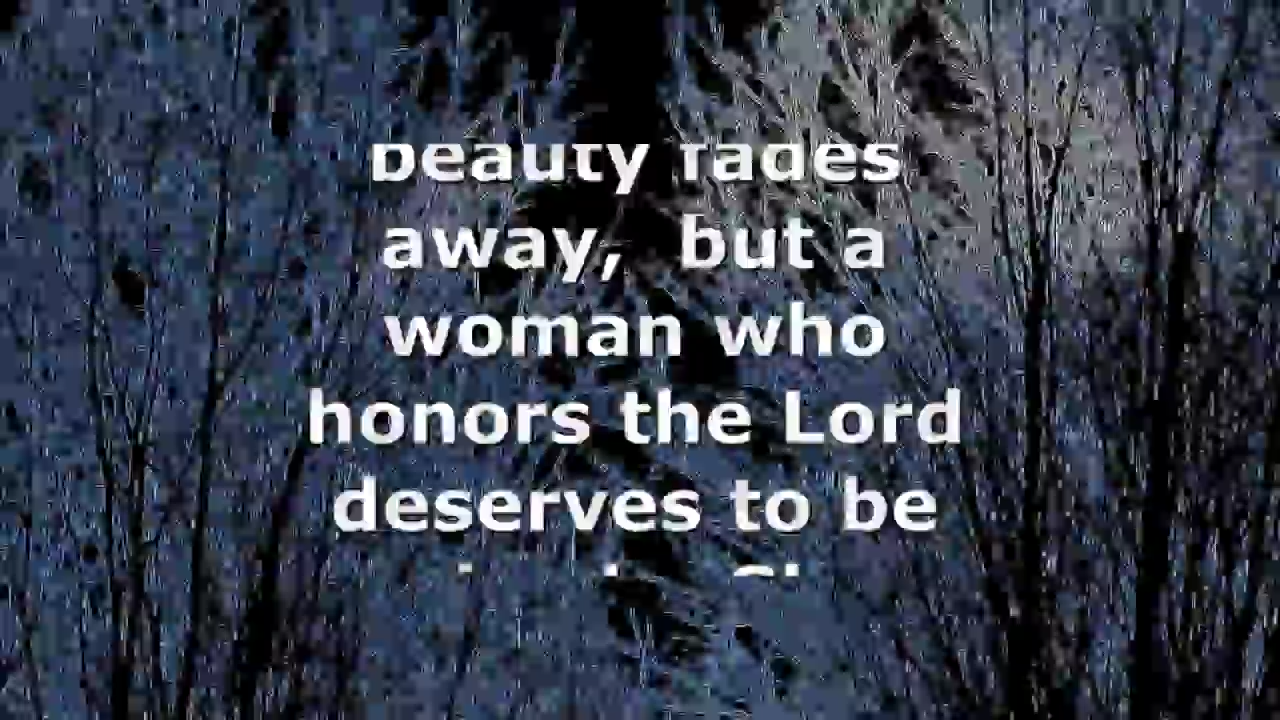 beauty fades
away,  but a
woman who
honors the Lord
deserves to be